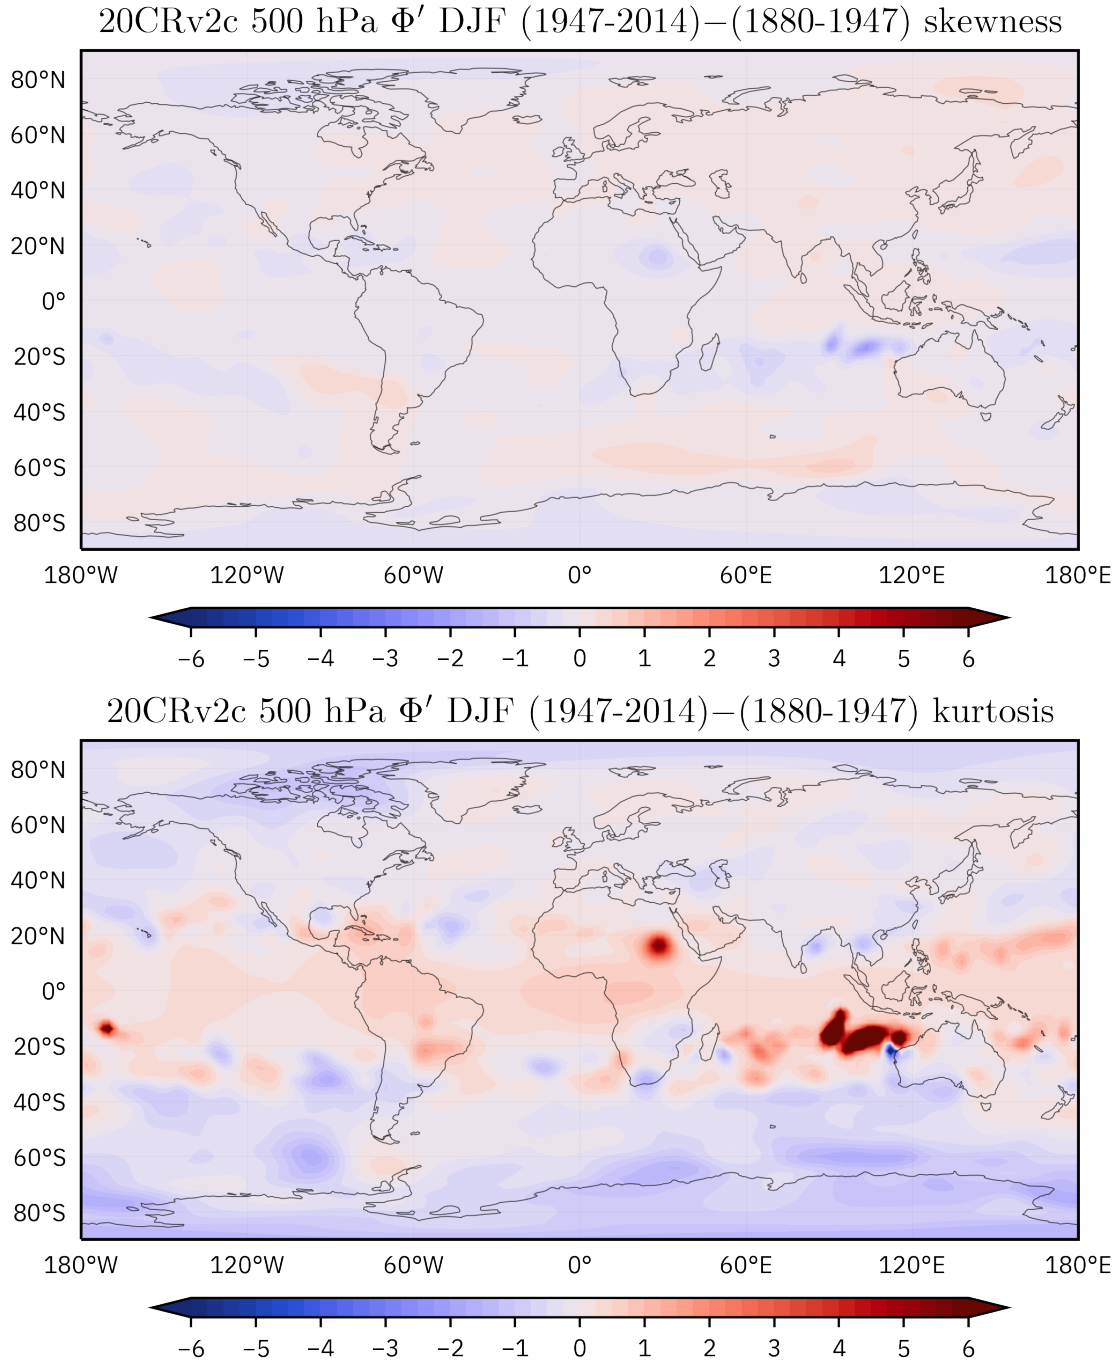 20CRv2c 500 hPa Φ′ DJF (1947-2014)−(1880-1947) skewness
80°N
60°N
40°N
20°N
0°
20°S
40°S
60°S
80°S
180°W 120°W 60°W 0° 60°E 120°E 180°E
−6 −5 −4 −3 −2 −1 0 1 2 3 4 5 6
20CRv2c 500 hPa Φ′ DJF (1947-2014)−(1880-1947) kurtosis
80°N
60°N
40°N
20°N
0°
20°S
40°S
60°S
80°S
180°W 120°W 60°W 0° 60°E 120°E 180°E
−6 −5 −4 −3 −2 −1 0 1 2 3 4 5 6